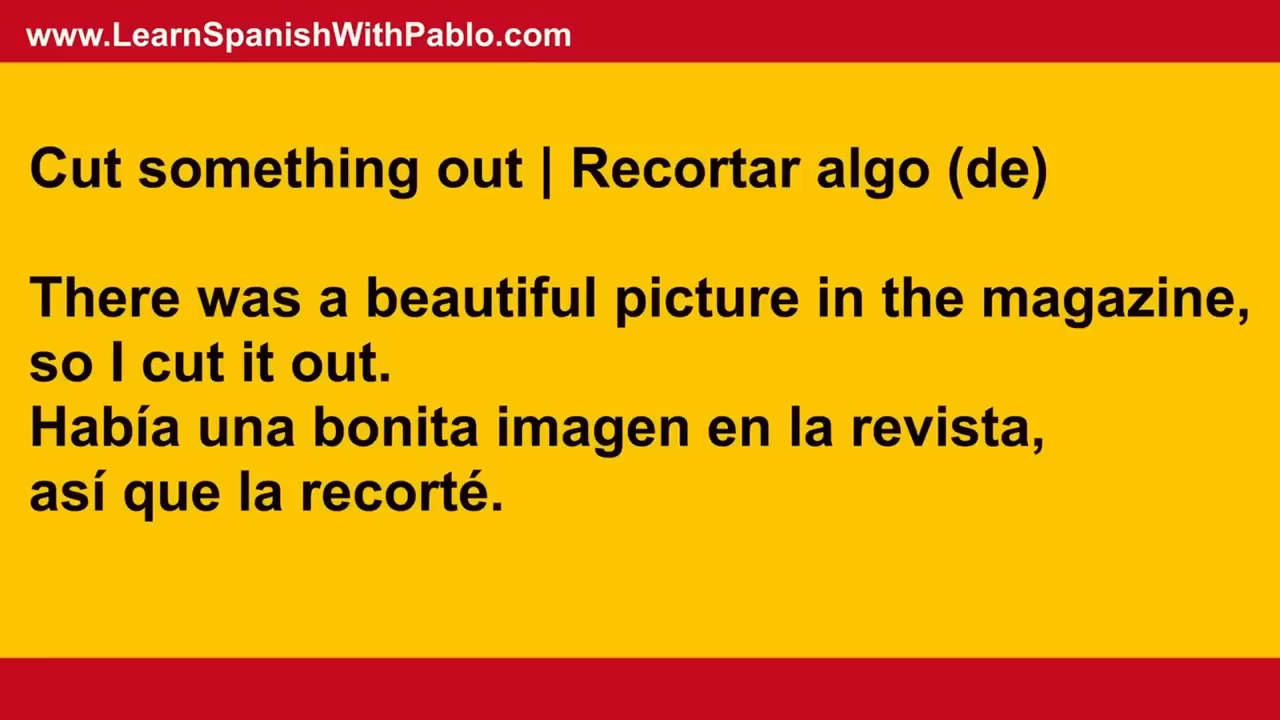 www.LearnSpanishWithPablo.com
Cut something out | Recortar algo (de)
There was a beautiful picture in the magazine,
so I cut it out.
Había una bonita imagen en la revista,
así que la recorté.